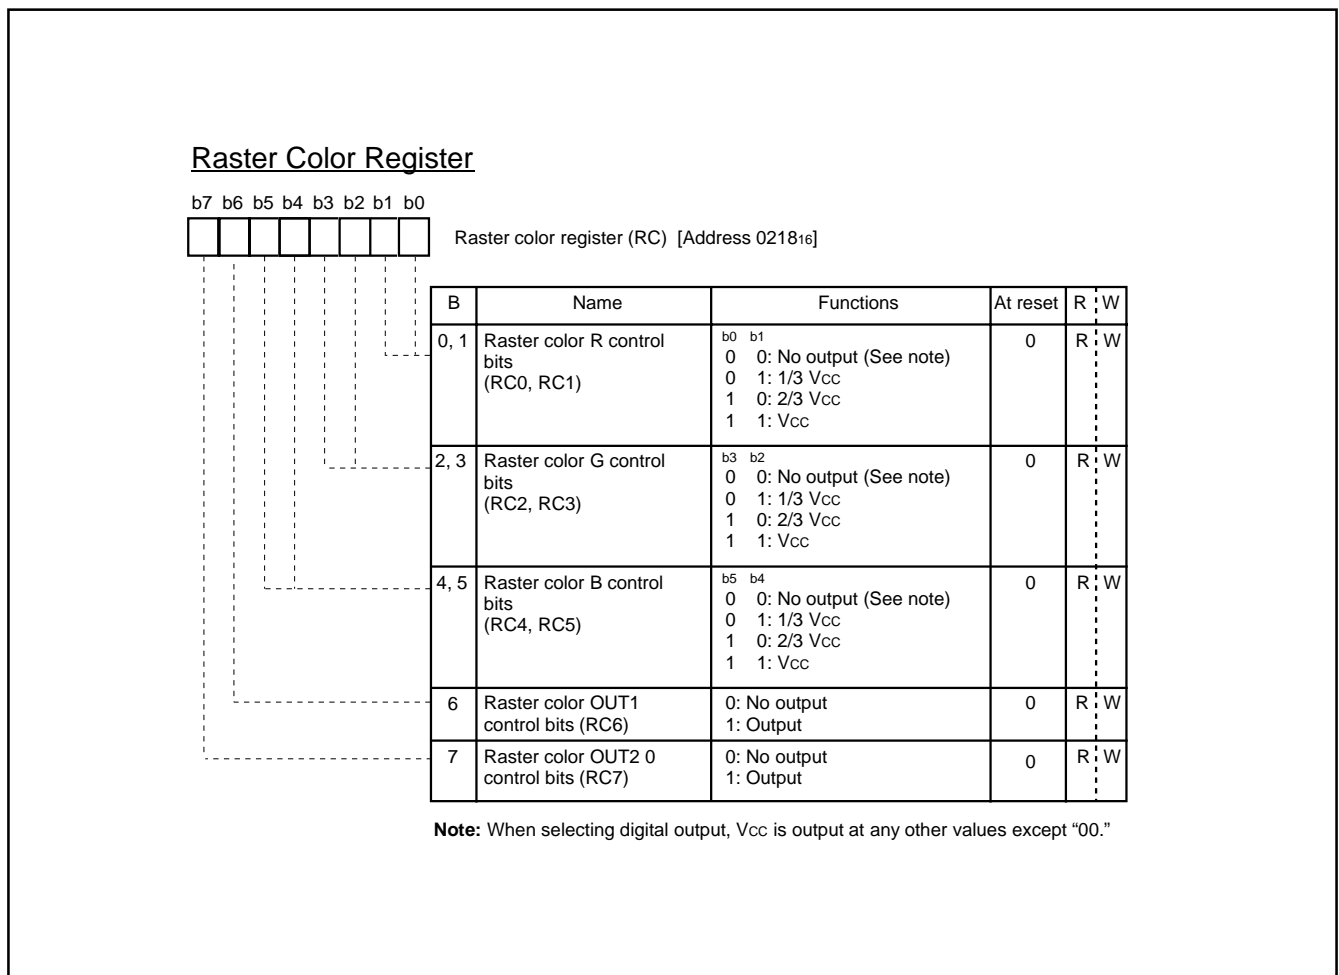 Raster Color Register
b7 b6 b5 b4 b3 b2 b1 b0
Raster color register (RC) [Address 0218₁₆]
B Name Functions At reset R W
0, 1 Raster color R control bits (RC0, RC1)
b0 b1
0 0: No output (See note)
0 1: 1/3 VCC
1 0: 2/3 VCC
1 1: VCC
0 R W
2, 3 Raster color G control bits (RC2, RC3)
b3 b2
0 0: No output (See note)
0 1: 1/3 VCC
1 0: 2/3 VCC
1 1: VCC
0 R W
4, 5 Raster color B control bits (RC4, RC5)
b5 b4
0 0: No output (See note)
0 1: 1/3 VCC
1 0: 2/3 VCC
1 1: VCC
0 R W
6 Raster color OUT1 control bits (RC6)
0: No output
1: Output
0 R W
7 Raster color OUT2 0 control bits (RC7)
0: No output
1: Output
0 R W
Note: When selecting digital output, VCC is output at any other values except “00.”